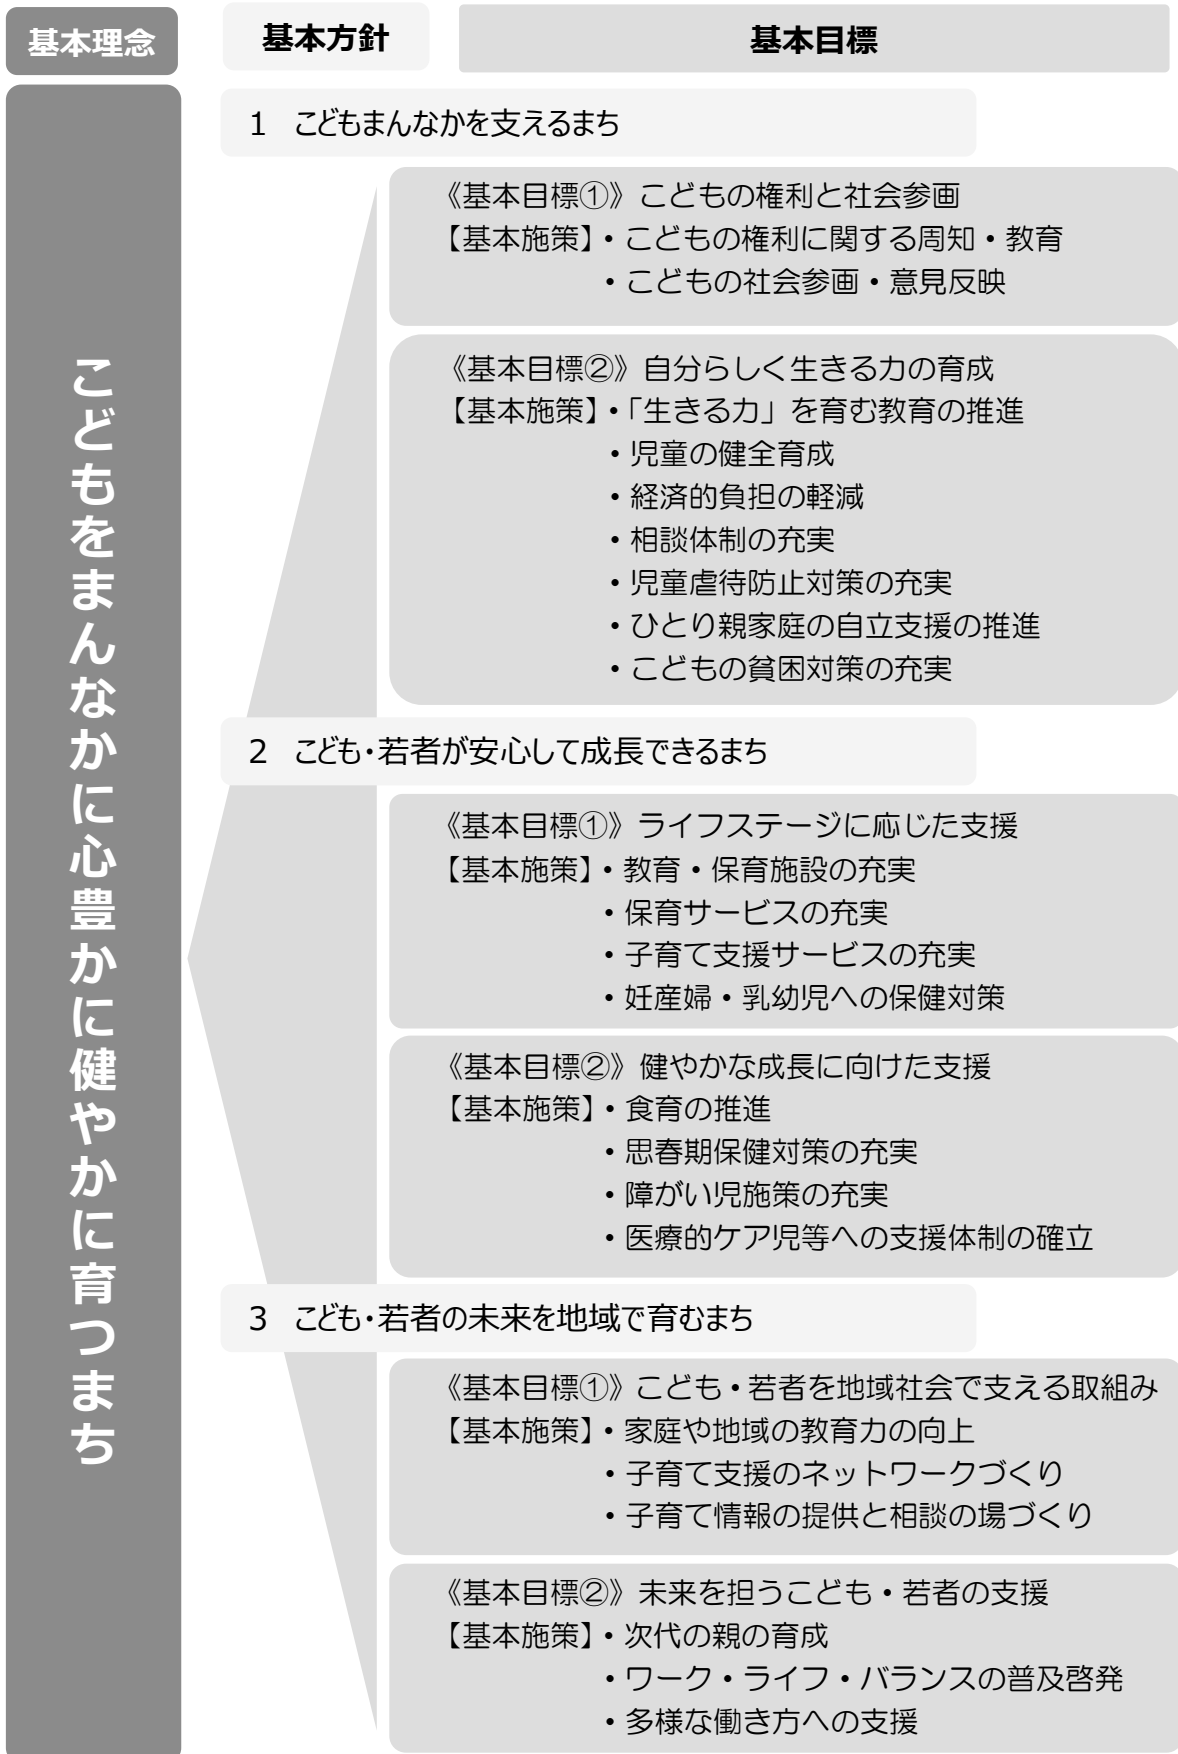 基本理念
基本方針
基本目標
こどもをまんなかに心豊かに健やかに育つまち
1 こどもまんなかを支えるまち
《基本目標①》こどもの権利と社会参画
【基本施策】・こどもの権利に関する周知・教育
・こどもの社会参画・意見反映
《基本目標②》自分らしく生きる力の育成
【基本施策】・「生きる力」を育む教育の推進
・児童の健全育成
・経済的負担の軽減
・相談体制の充実
・児童虐待防止対策の充実
・ひとり親家庭の自立支援の推進
・こどもの貧困対策の充実
2 こども・若者が安心して成長できるまち
《基本目標①》ライフステージに応じた支援
【基本施策】・教育・保育施設の充実
・保育サービスの充実
・子育て支援サービスの充実
・妊産婦・乳幼児への保健対策
《基本目標②》健やかな成長に向けた支援
【基本施策】・食育の推進
・思春期保健対策の充実
・障がい児施策の充実
・医療的ケア児等への支援体制の確立
3 こども・若者の未来を地域で育むまち
《基本目標①》こども・若者を地域社会で支える取組み
【基本施策】・家庭や地域の教育力の向上
・子育て支援のネットワークづくり
・子育て情報の提供と相談の場づくり
《基本目標②》未来を担うこども・若者の支援
【基本施策】・次代の親の育成
・ワーク・ライフ・バランスの普及啓発
・多様な働き方への支援